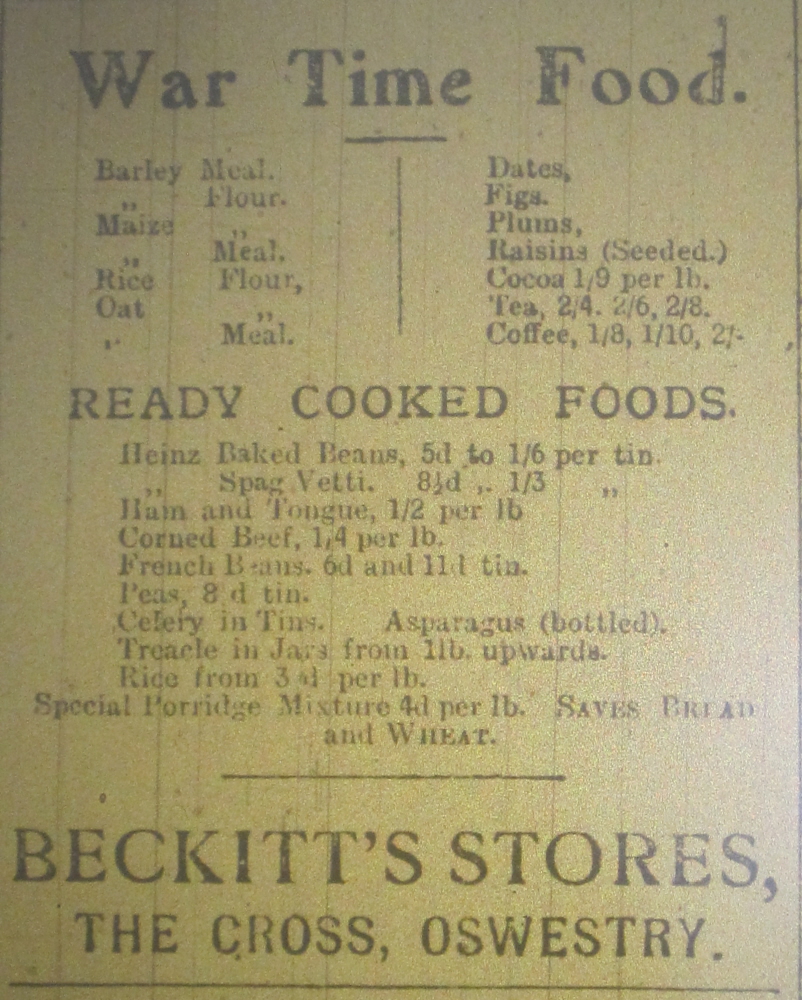 War Time Food.
Barley Meal.
„ Flour.
Maize „
„ Meal.
Rice Flour,
Oat „
„ Meal.
Dates,
Figs.
Plums,
Raisins (Seeded.)
Cocoa 1/9 per lb.
Tea, 2/4. 2/6, 2/8.
Coffee, 1/8, 1/10, 2/-
READY COOKED FOODS.
Heinz Baked Beans, 5d to 1/6 per tin.
„ Spag Vetti. 8½d „ 1/3 „
Ham and Tongue, 1/2 per lb
Corned Beef, 1/4 per lb.
French Beans. 6d and 11d tin.
Peas, 8 d tin.
Celery in Tins. Asparagus (bottled).
Treacle in Jars from 1lb. upwards.
Rice from 3 d per lb.
Special Porridge Mixture 4d per lb. SAVES BREAD
and WHEAT.
BECKITT'S STORES,
THE CROSS, OSWESTRY.